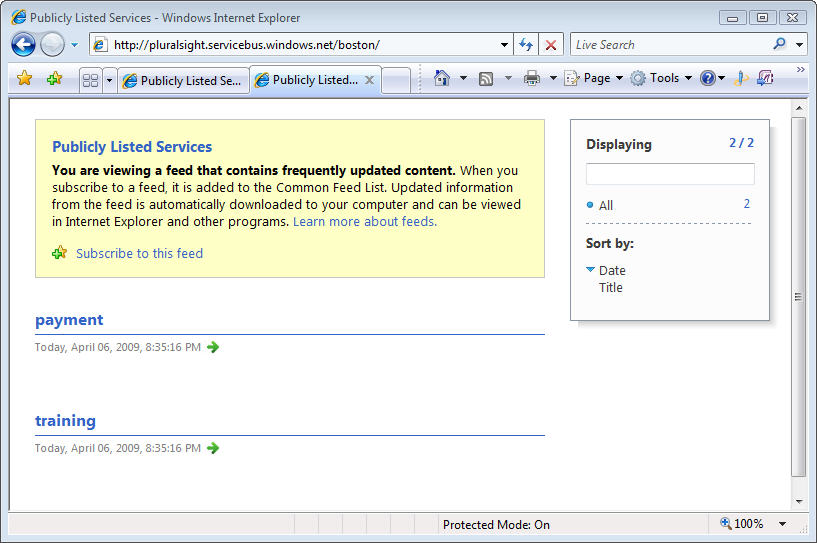 Publicly Listed Services - Windows Internet Explorer
http://pluralsight.servicebus.windows.net/boston/
Live Search
Publicly Listed Se...
Publicly Listed...
Page
Tools
Publicly Listed Services
You are viewing a feed that contains frequently updated content. When you
subscribe to a feed, it is added to the Common Feed List. Updated information
from the feed is automatically downloaded to your computer and can be viewed
in Internet Explorer and other programs. Learn more about feeds.
Subscribe to this feed
payment
Today, April 06, 2009, 8:35:16 PM
training
Today, April 06, 2009, 8:35:16 PM
Displaying 2 / 2
All 2
Sort by:
Date
Title
Protected Mode: On
100%